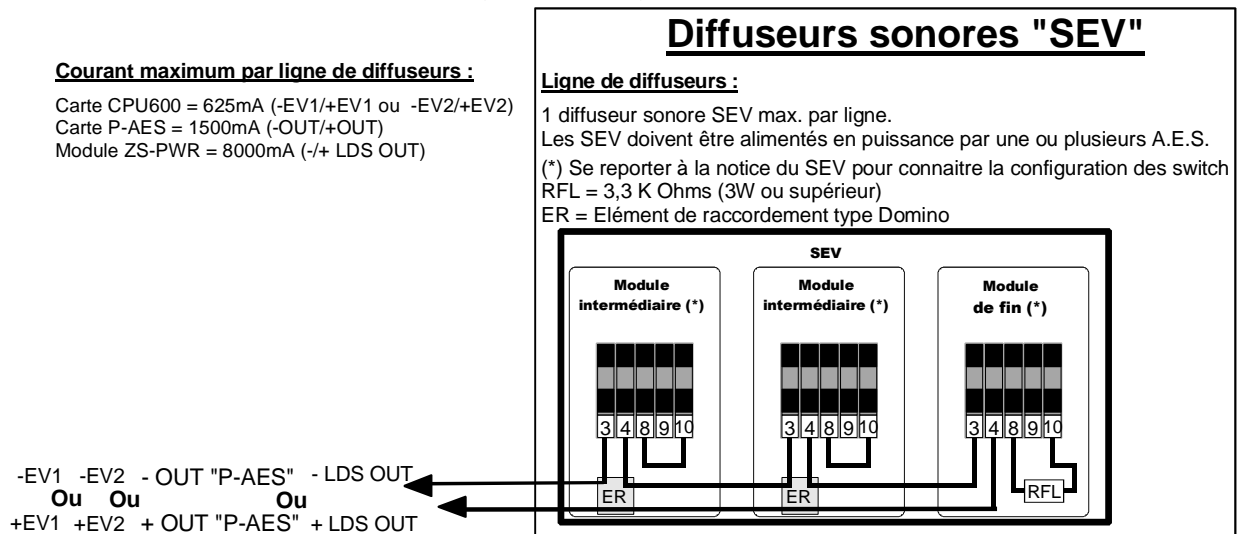 Diffuseurs sonores "SEV"
Courant maximum par ligne de diffuseurs :
Carte CPU600 = 625mA (-EV1/+EV1 ou -EV2/+EV2)
Carte P-AES = 1500mA (-OUT/+OUT)
Module ZS-PWR = 8000mA (-/+ LDS OUT)
Ligne de diffuseurs :
1 diffuseur sonore SEV max. par ligne.
Les SEV doivent être alimentés en puissance par une ou plusieurs A.E.S.
(*) Se reporter à la notice du SEV pour connaitre la configuration des switch
RFL = 3,3 K Ohms (3W ou supérieur)
ER = Elément de raccordement type Domino
SEV
Module
intermédiaire (*)
Module
intermédiaire (*)
Module
de fin (*)
3 4 8 9 10
3 4 8 9 10
3 4 8 9 10
ER
ER
RFL
-EV1 -EV2 - OUT "P-AES" - LDS OUT
Ou Ou Ou
+EV1 +EV2 + OUT "P-AES" + LDS OUT